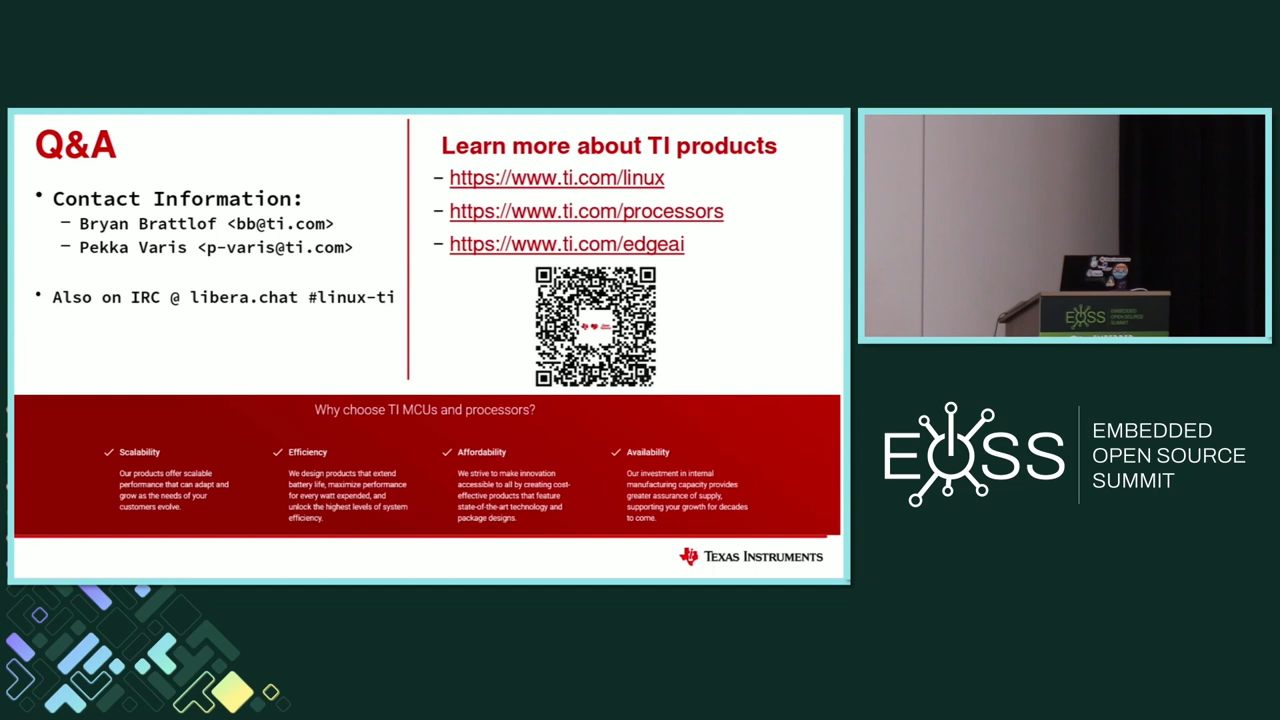 Q&A
• Contact Information:
– Bryan Brattlof <bb@ti.com>
– Pekka Varis <p-varis@ti.com>
• Also on IRC @ libera.chat #linux-ti
Learn more about TI products
– https://www.ti.com/linux
– https://www.ti.com/processors
– https://www.ti.com/edgeai
Why choose TI MCUs and processors?
Scalability
Our products offer scalable
performance that can adapt and
grow as the needs of your
customers evolve.
Efficiency
We design products that extend
battery life, maximize performance
for every watt expended, and
unlock the highest levels of system
efficiency.
Affordability
We strive to make innovation
accessible to all by creating cost-
effective products that feature
state-of-the-art technology and
package designs.
Availability
Our investment in internal
manufacturing capacity provides
greater assurance of supply,
supporting your growth for decades
to come.
TEXAS INSTRUMENTS
EOSS
EMBEDDED
OPEN SOURCE
SUMMIT
EOSS
EMBEDDED
OPEN SOURCE
SUMMIT